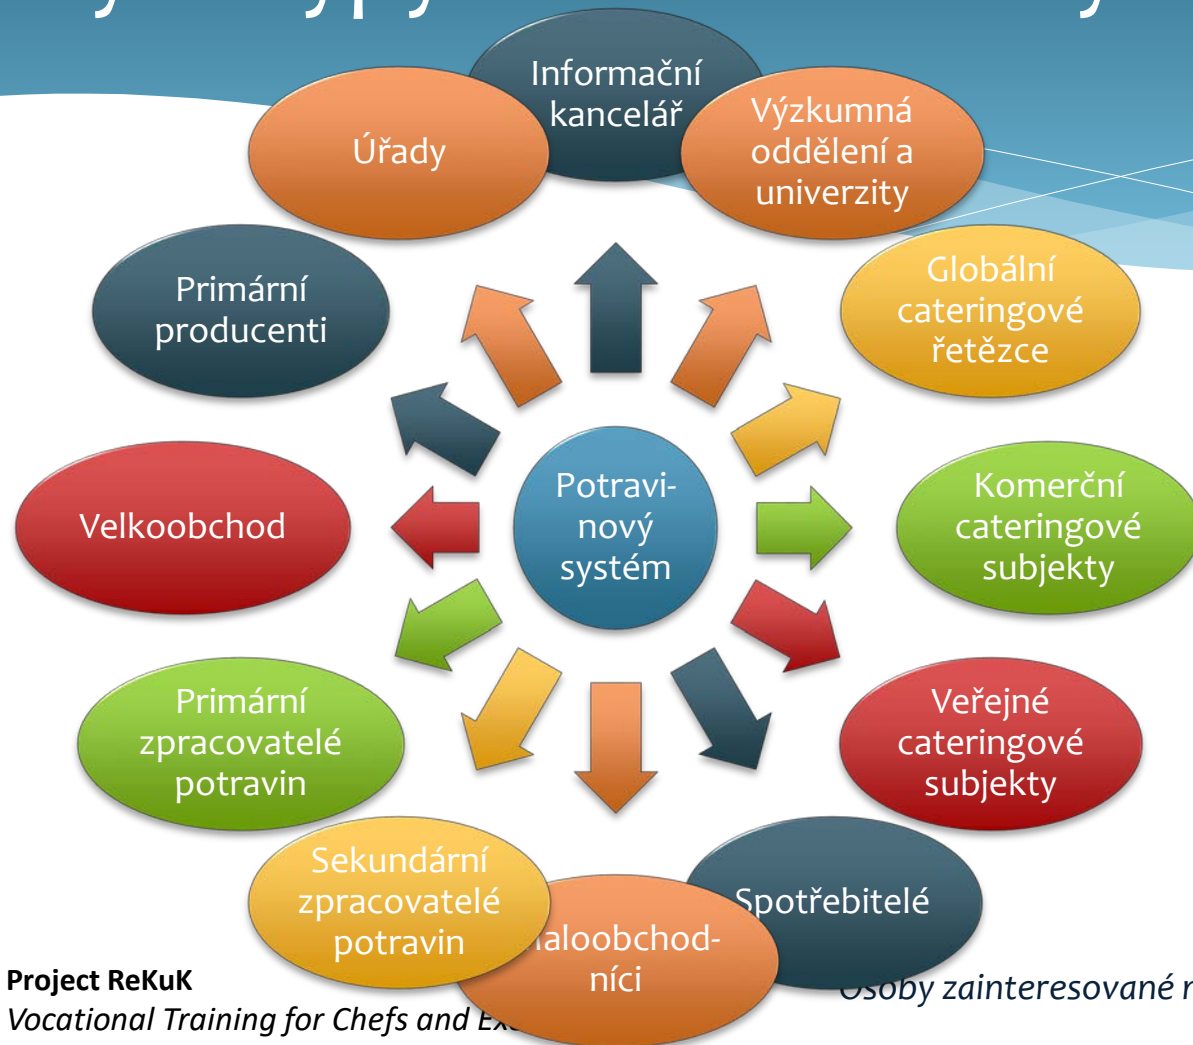 Informační
kancelář
Výzkumná
oddělení a
univerzity
Globální
cateringové
řetězce
Komerční
cateringové
subjekty
Veřejné
cateringové
subjekty
Spotřebitelé
níci
Sekundární
zpracovatelé
potravin
Primární
zpracovatelé
potravin
Velkoobchod
Primární
producenti
Úřady
Potravi-
nový
systém
Project ReKuK
Vocational Training for Chefs and
Osoby zainteresované